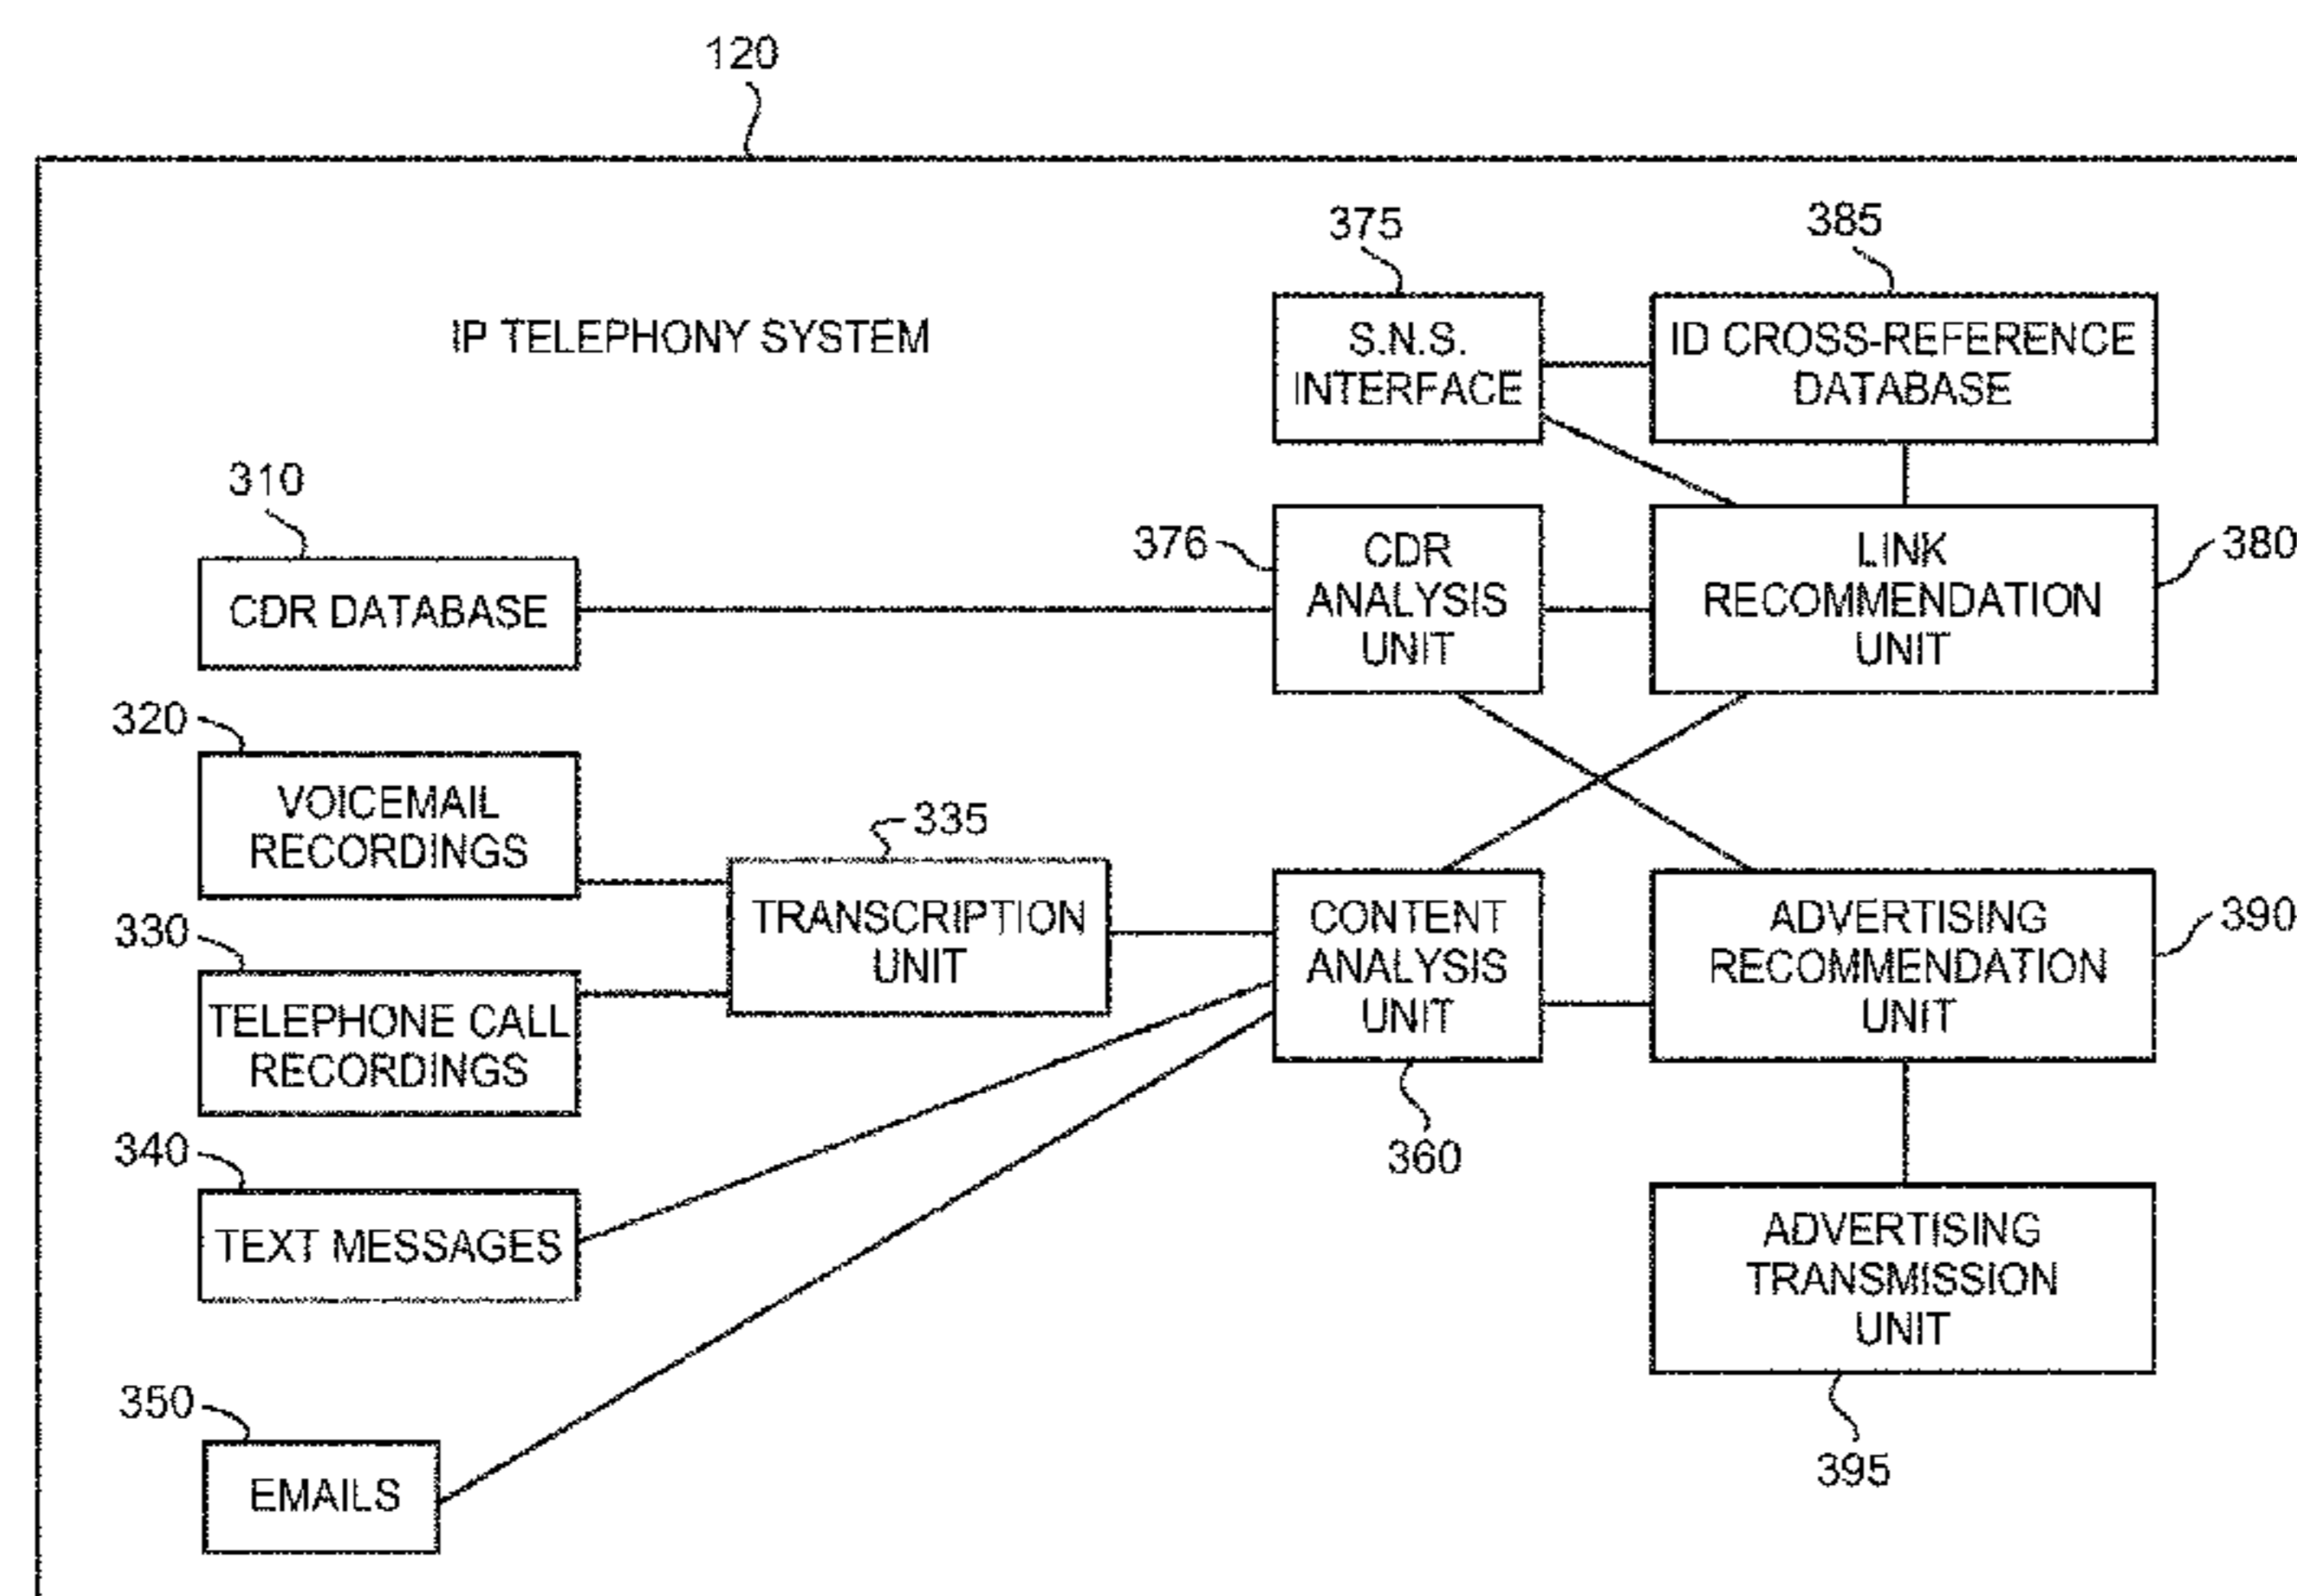 120
IP TELEPHONY SYSTEM
375
385
S.N.S.
INTERFACE
ID CROSS-REFERENCE
DATABASE
310
CDR DATABASE
376
CDR
ANALYSIS
UNIT
LINK
RECOMMENDATION
UNIT
380
320
VOICEMAIL
RECORDINGS
335
TRANSCRIPTION
UNIT
330
TELEPHONE CALL
RECORDINGS
CONTENT
ANALYSIS
UNIT
360
ADVERTISING
RECOMMENDATION
UNIT
390
340
TEXT MESSAGES
ADVERTISING
TRANSMISSION
UNIT
395
350
EMAILS